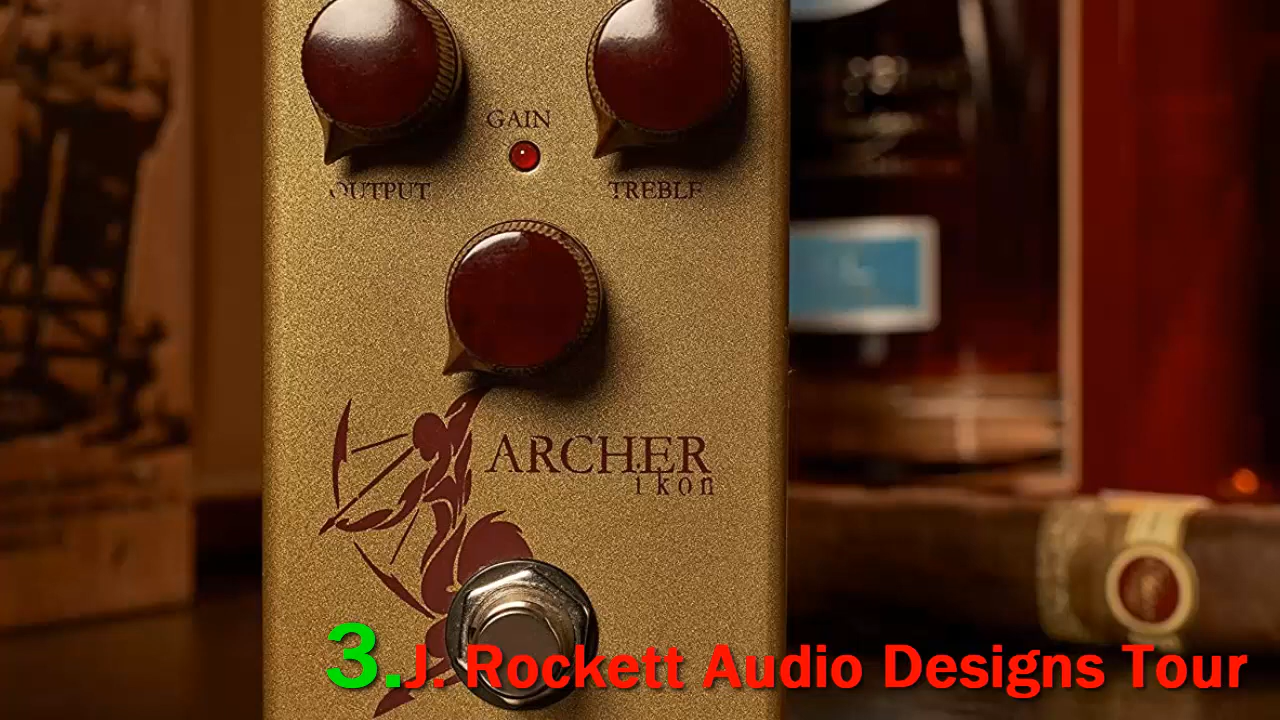 GAIN
OUTPUT
TREBLE
ARCHER
ikon
3.J. Rockett Audio Designs Tour